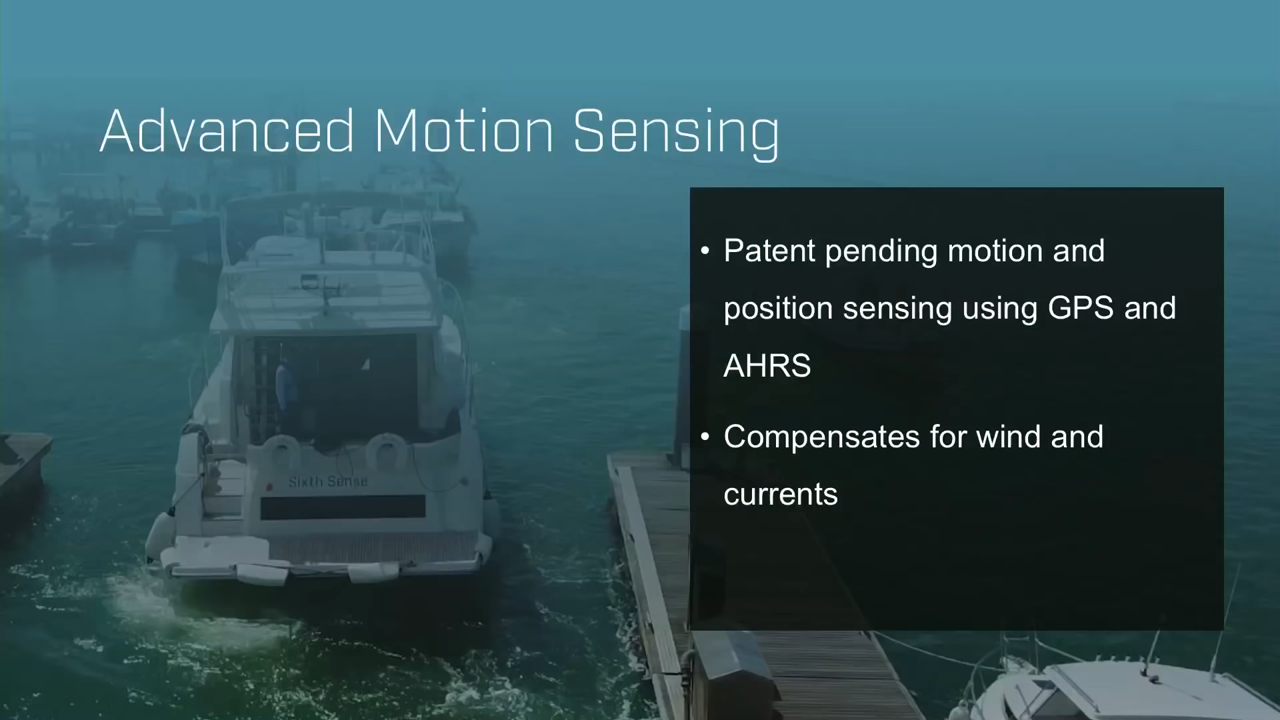 Advanced Motion Sensing
• Patent pending motion and
position sensing using GPS and
AHRS
• Compensates for wind and
currents
Sixth Sense